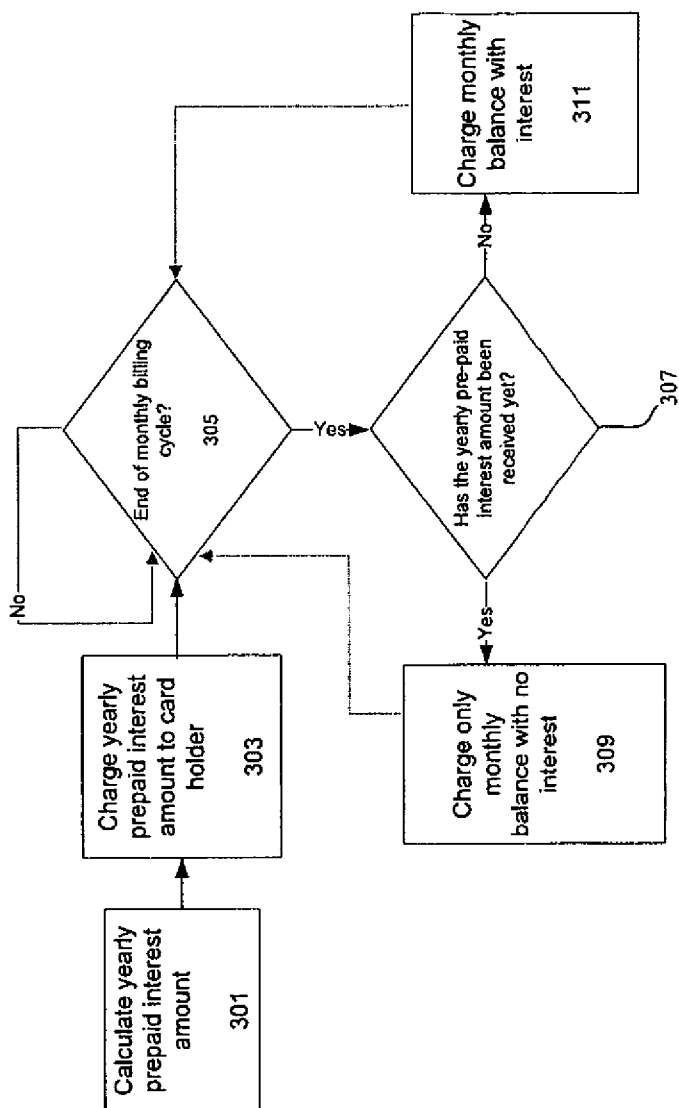 Calculate yearly
prepaid interest
amount
301
Charge yearly
prepaid interest
amount to card
holder
303
No
End of monthly billing
cycle?
305
Yes
Has the yearly pre-paid
interest amount been
received yet?
307
Yes
Charge only
monthly
balance with no
interest
309
No
Charge monthly
balance with
interest
311